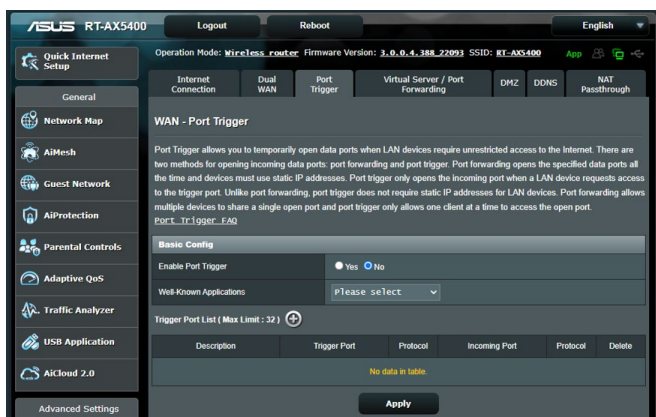 ASUS RT-AX5400 Logout Reboot English
Operation Mode: Wireless router Firmware Version: 3.0.0.4.388_22093 SSID: RT-AX5400 App
Quick Internet
Setup
General
Network Map
AiMesh
Guest Network
AiProtection
Parental Controls
Adaptive QoS
Traffic Analyzer
USB Application
AiCloud 2.0
Advanced Settings
Internet
Connection
Dual
WAN
Port
Trigger
Virtual Server / Port
Forwarding
DMZ
DDNS
NAT
Passthrough
WAN - Port Trigger
Port Trigger allows you to temporarily open data ports when LAN devices require unrestricted access to the Internet. There are
two methods for opening incoming data ports: port forwarding and port trigger. Port forwarding opens the specified data ports all
the time and devices must use static IP addresses. Port trigger only opens the incoming port when a LAN device requests access
to the trigger port. Unlike port forwarding, port trigger does not require static IP addresses for LAN devices. Port forwarding allows
multiple devices to share a single open port and port trigger only allows one client at a time to access the open port.
Port Trigger FAQ
Basic Config
Enable Port Trigger Yes No
Well-Known Applications Please select
Trigger Port List ( Max Limit : 32 )
Description Trigger Port Protocol Incoming Port Protocol Delete
No data in table.
Apply